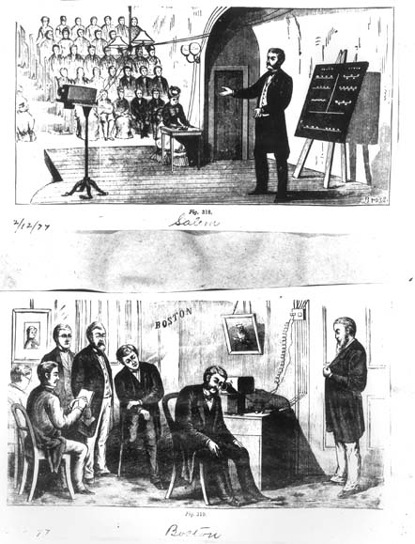 Fig. 318.
2/12/77
Salem
BOSTON
Fig. 319.
77
Boston